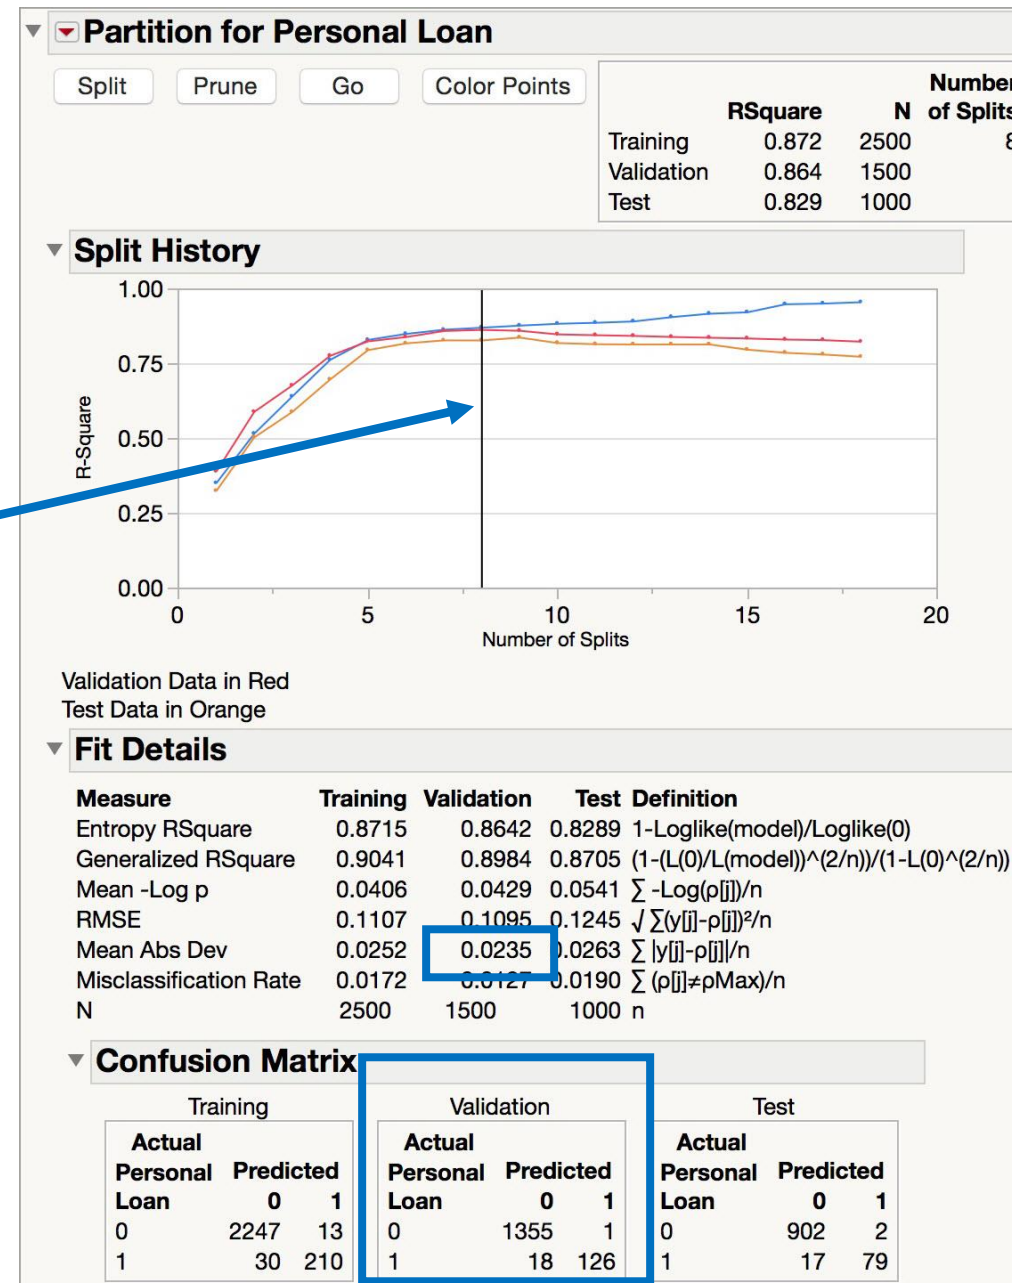 Partition for Personal Loan
Split Prune Go Color Points
Number
RSquare N of Splits
Training 0.872 2500 8
Validation 0.864 1500
Test 0.829 1000
Split History
1.00
0.75
0.50
0.25
0.00
R-Square
0 5 10 15 20
Number of Splits
Validation Data in Red
Test Data in Orange
Fit Details
Measure Training Validation Test Definition
Entropy RSquare 0.8715 0.8642 0.8289 1-Loglike(model)/Loglike(0)
Generalized RSquare 0.9041 0.8984 0.8705 (1-(L(0)/L(model))^(2/n))/(1-L(0)^(2/n))
Mean -Log p 0.0406 0.0429 0.0541 ∑ -Log(ρ[j])/n
RMSE 0.1107 0.1095 0.1245 √ ∑(y[j]-ρ[j])²/n
Mean Abs Dev 0.0252 0.0235 0.0263 ∑ |y[j]-ρ[j]|/n
Misclassification Rate 0.0172 0.0127 0.0190 ∑ (ρ[j]≠ρMax)/n
N 2500 1500 1000 n
Confusion Matrix
Training Validation Test
Actual Actual Actual
Personal Predicted Personal Predicted Personal Predicted
Loan 0 1 Loan 0 1 Loan 0 1
0 2247 13 0 1355 1 0 902 2
1 30 210 1 18 126 1 17 79